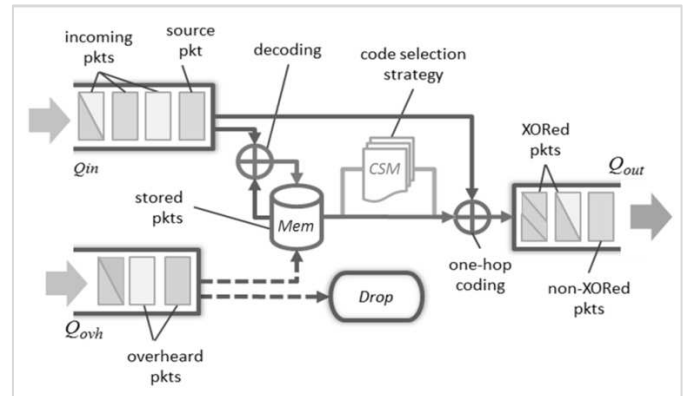 incoming
pkts
source
pkt
decoding
code selection
strategy
XORed
pkts
Qout
Qin
CSM
stored
pkts
Mem
one-hop
coding
non-XORed
pkts
Drop
Qovh
overheard
pkts